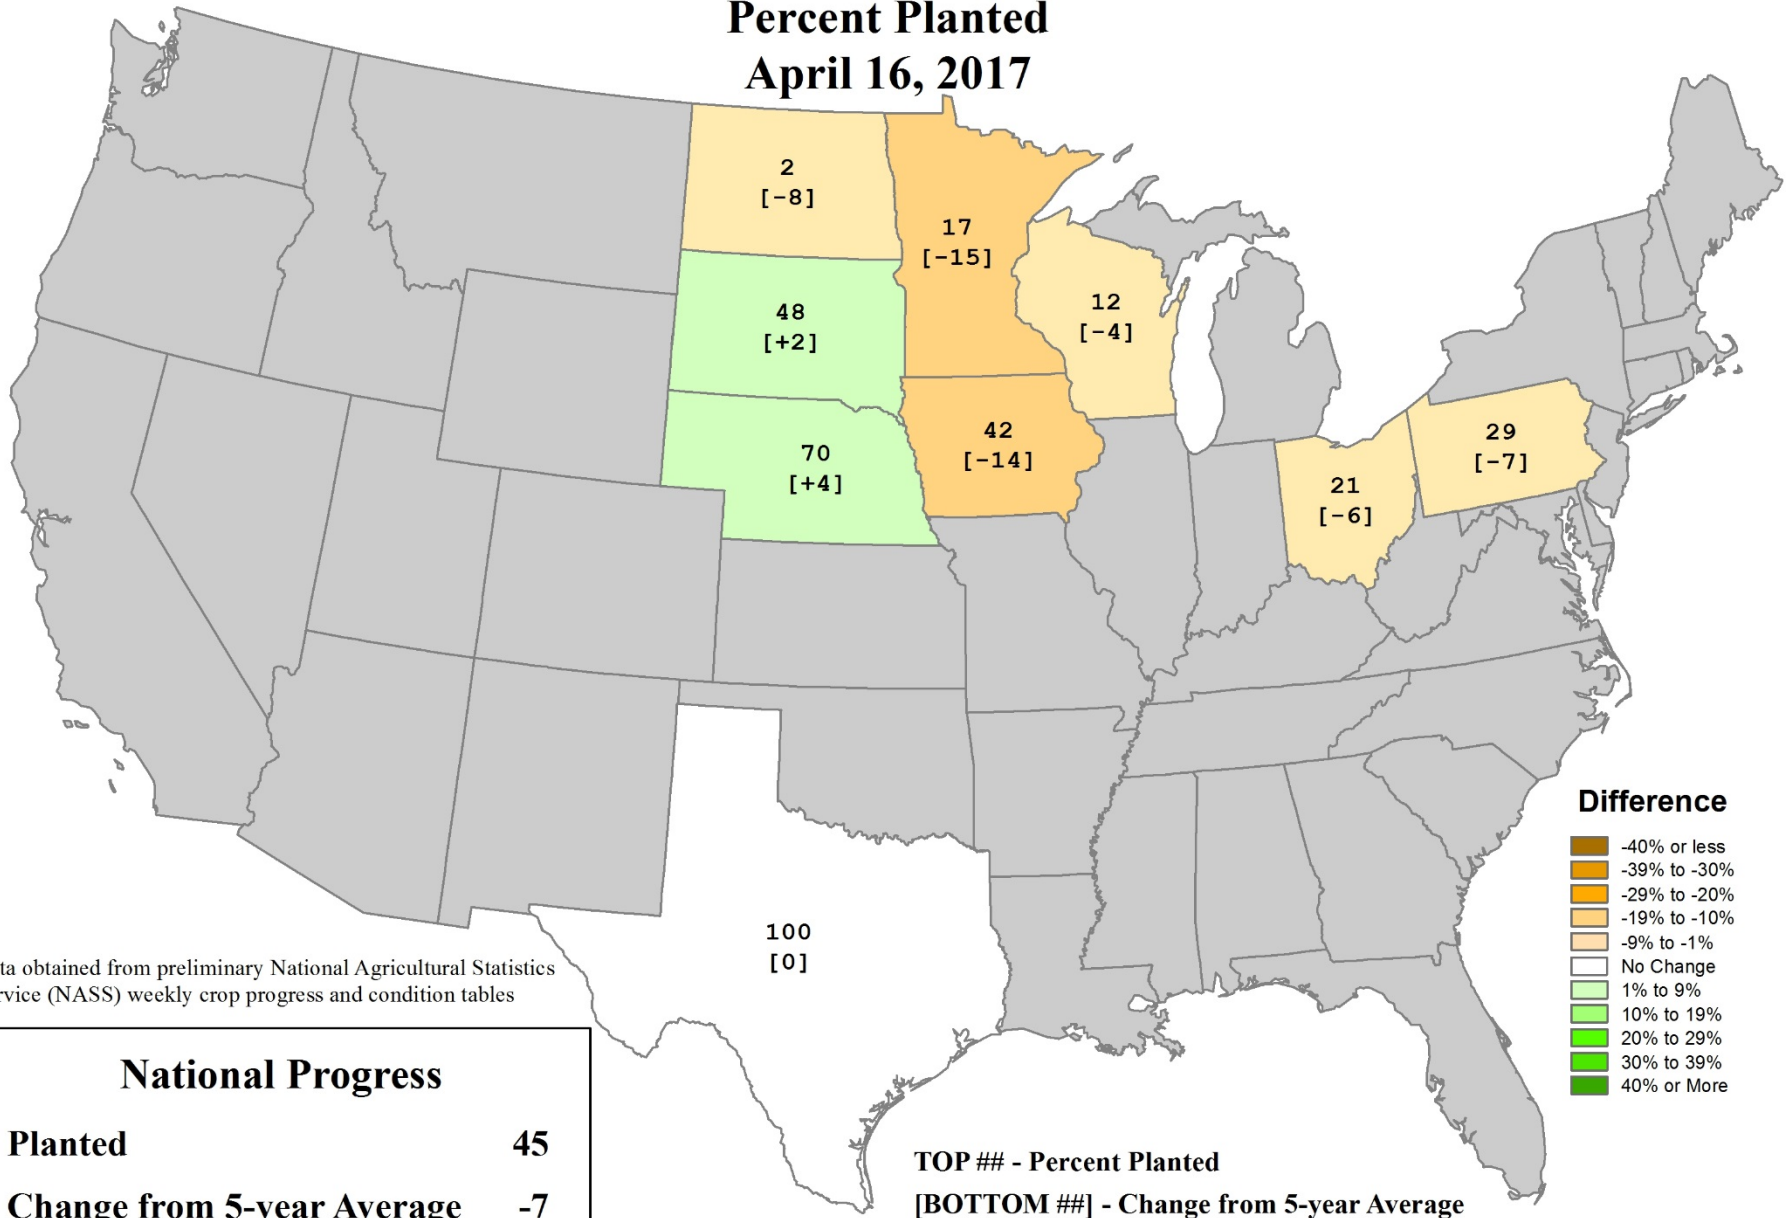 Percent Planted
April 16, 2017
2
[-8]
17
[-15]
12
[-4]
48
[+2]
42
[-14]
29
[-7]
70
[+4]
21
[-6]
100
[0]
Difference
-40% or less
-39% to -30%
-29% to -20%
-19% to -10%
-9% to -1%
No Change
1% to 9%
10% to 19%
20% to 29%
30% to 39%
40% or More
ta obtained from preliminary National Agricultural Statistics
rvice (NASS) weekly crop progress and condition tables
National Progress
Planted 45
Change from 5-year Average -7
TOP ## - Percent Planted
[BOTTOM ##] - Change from 5-year Average